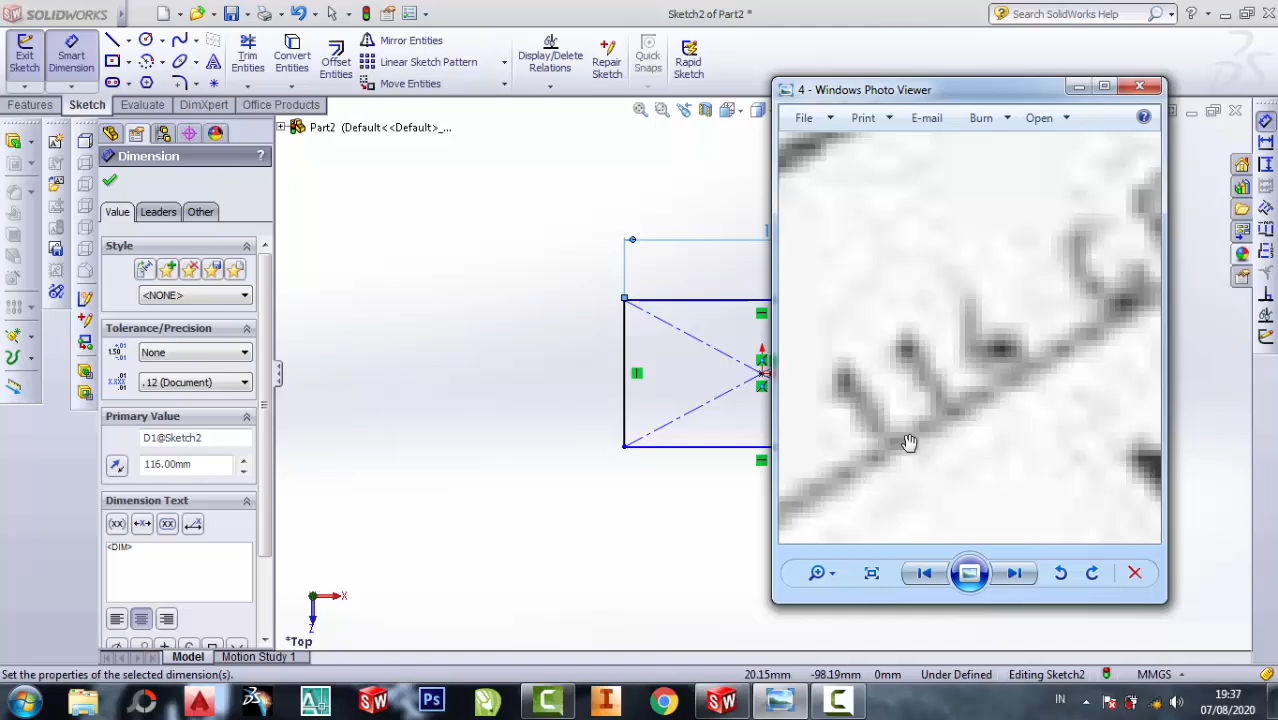 SOLIDWORKS
Sketch2 of Part2 *
Search SolidWorks Help
Exit Sketch
Smart Dimension
Trim Entities
Convert Entities
Offset Entities
Mirror Entities
Linear Sketch Pattern
Move Entities
Display/Delete Relations
Repair Sketch
Quick Snaps
Rapid Sketch
Features
Sketch
Evaluate
DimXpert
Office Products
Part2 (Default<<Default>_...
Dimension
?
Value
Leaders
Other
Style
<NONE>
Tolerance/Precision
None
.12 (Document)
Primary Value
D1@Sketch2
116.00mm
Dimension Text
<DIM>
4 - Windows Photo Viewer
File
Print
E-mail
Burn
Open
X
Z
*Top
Model
Motion Study 1
Set the properties of the selected dimension(s).
20.15mm
-98.19mm
0mm
Under Defined
Editing Sketch2
MMGS
IN
19:37
07/08/2020